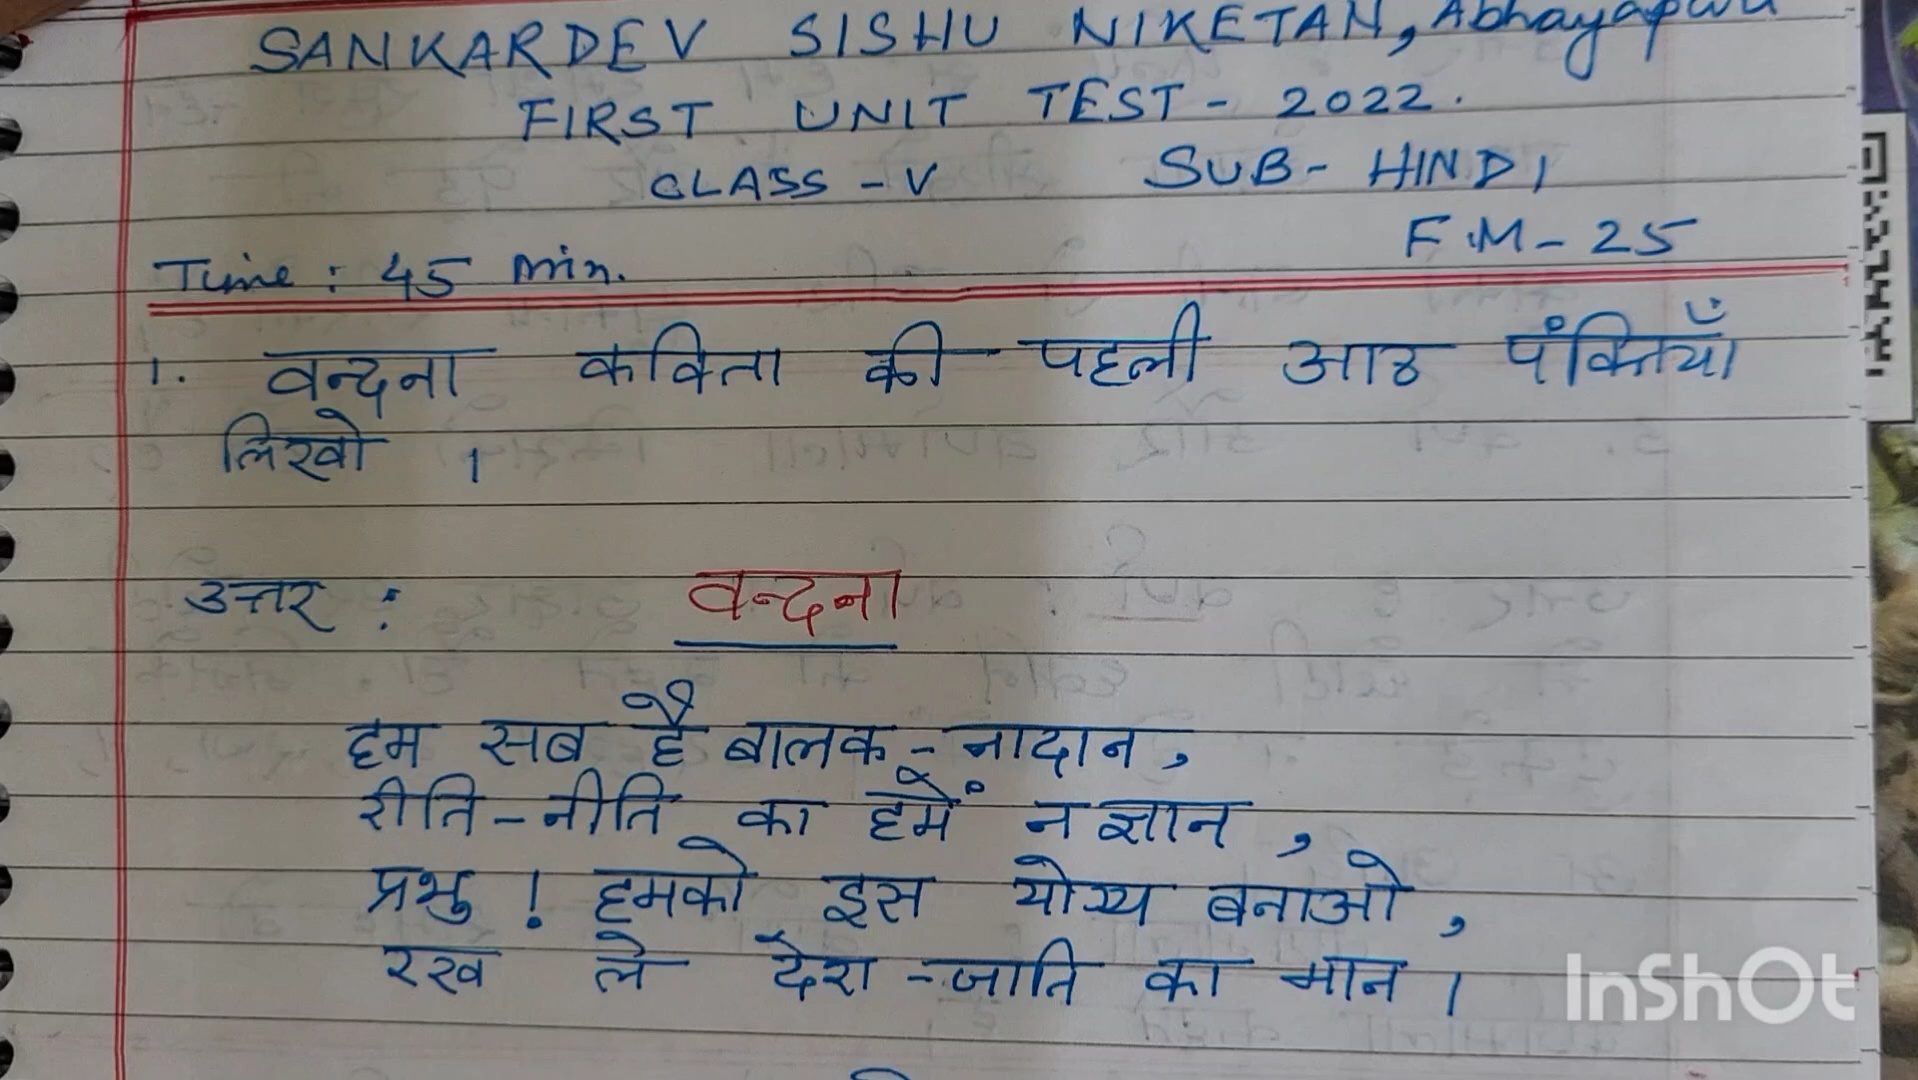 SANKARDEV SISHU NIKETAN, Abhayapuri
FIRST UNIT TEST - 2022.
CLASS - V SUB - HINDI
F.M - 25
Time : 45 min.
1. वन्दना कविता की पहली आठ पंक्तियाँ
लिखो ।
उत्तर : वन्दना
हम सब है बालक - नादान,
रीति - नीति का हमें न ज्ञान,
प्रभु ! हमको इस योग्य बनाओ,
रख ले देश - जाति का मान ।
InShOt